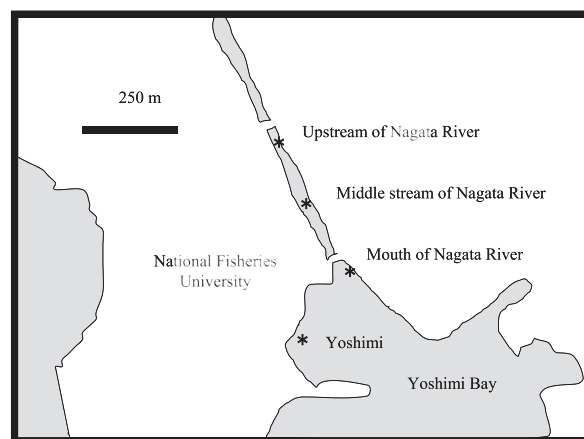 250 m
Upstream of Nagata River
Middle stream of Nagata River
Mouth of Nagata River
National Fisheries
University
Yoshimi
Yoshimi Bay